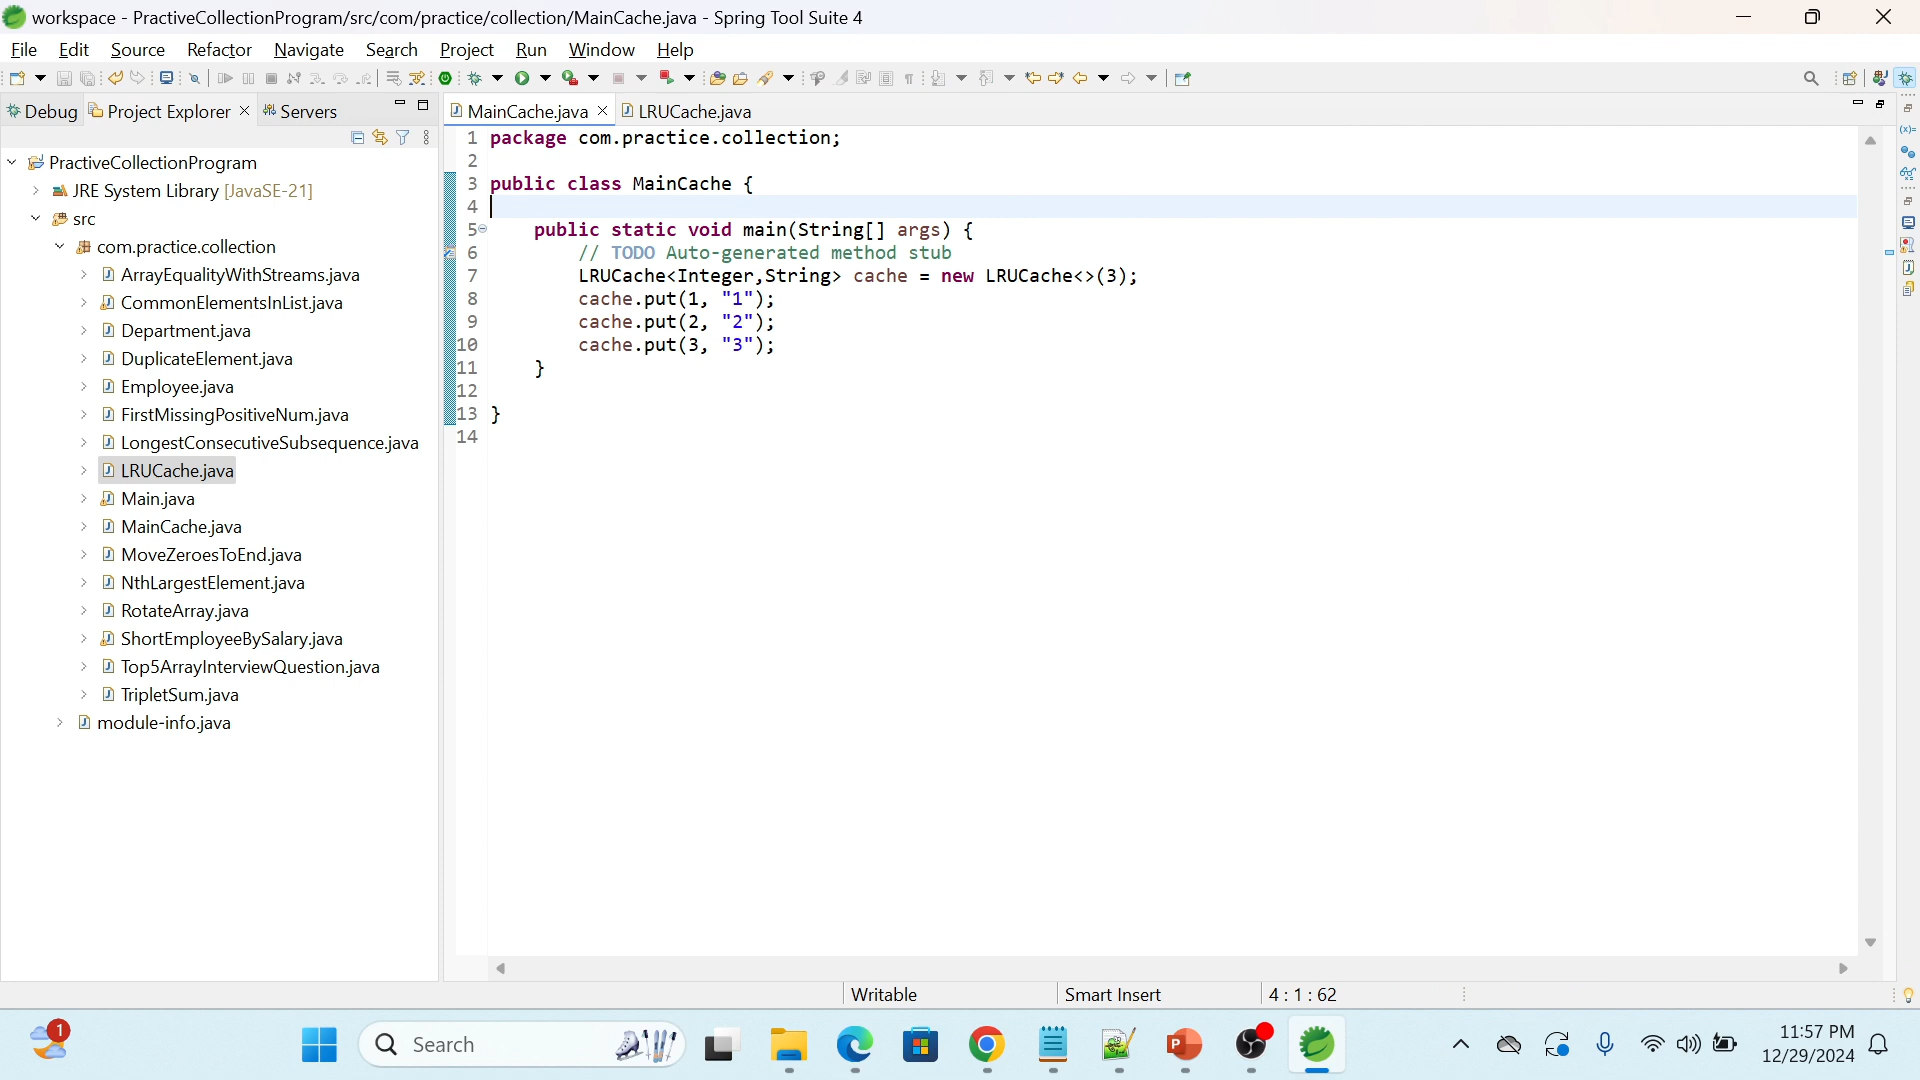 workspace - PractiveCollectionProgram/src/com/practice/collection/MainCache.java - Spring Tool Suite 4
File Edit Source Refactor Navigate Search Project Run Window Help
Debug Project Explorer Servers
MainCache.java LRUCache.java
PractiveCollectionProgram
JRE System Library [JavaSE-21]
src
com.practice.collection
ArrayEqualityWithStreams.java
CommonElementsInList.java
Department.java
DuplicateElement.java
Employee.java
FirstMissingPositiveNum.java
LongestConsecutiveSubsequence.java
LRUCache.java
Main.java
MainCache.java
MoveZeroesToEnd.java
NthLargestElement.java
RotateArray.java
ShortEmployeeBySalary.java
Top5ArrayInterviewQuestion.java
TripletSum.java
module-info.java
1 package com.practice.collection;
2
3 public class MainCache {
4
5 public static void main(String[] args) {
6 // TODO Auto-generated method stub
7 LRUCache<Integer,String> cache = new LRUCache<>(3);
8 cache.put(1, "1");
9 cache.put(2, "2");
10 cache.put(3, "3");
11 }
12
13 }
14
Writable Smart Insert 4 : 1 : 62
1
Search
11:57 PM
12/29/2024